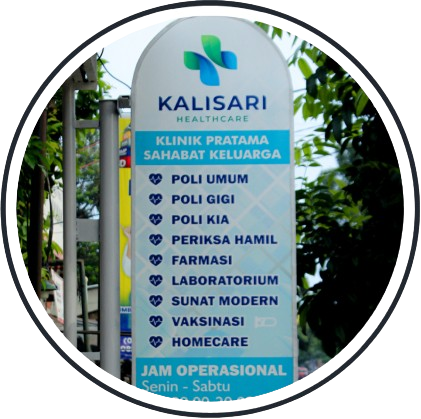 KALISARI
HEALTHCARE
KLINIK PRATAMA
SAHABAT KELUARGA
POLI UMUM
POLI GIGI
POLI KIA
PERIKSA HAMIL
FARMASI
LABORATORIUM
SUNAT MODERN
VAKSINASI
HOMECARE
JAM OPERASIONAL
Senin - Sabtu